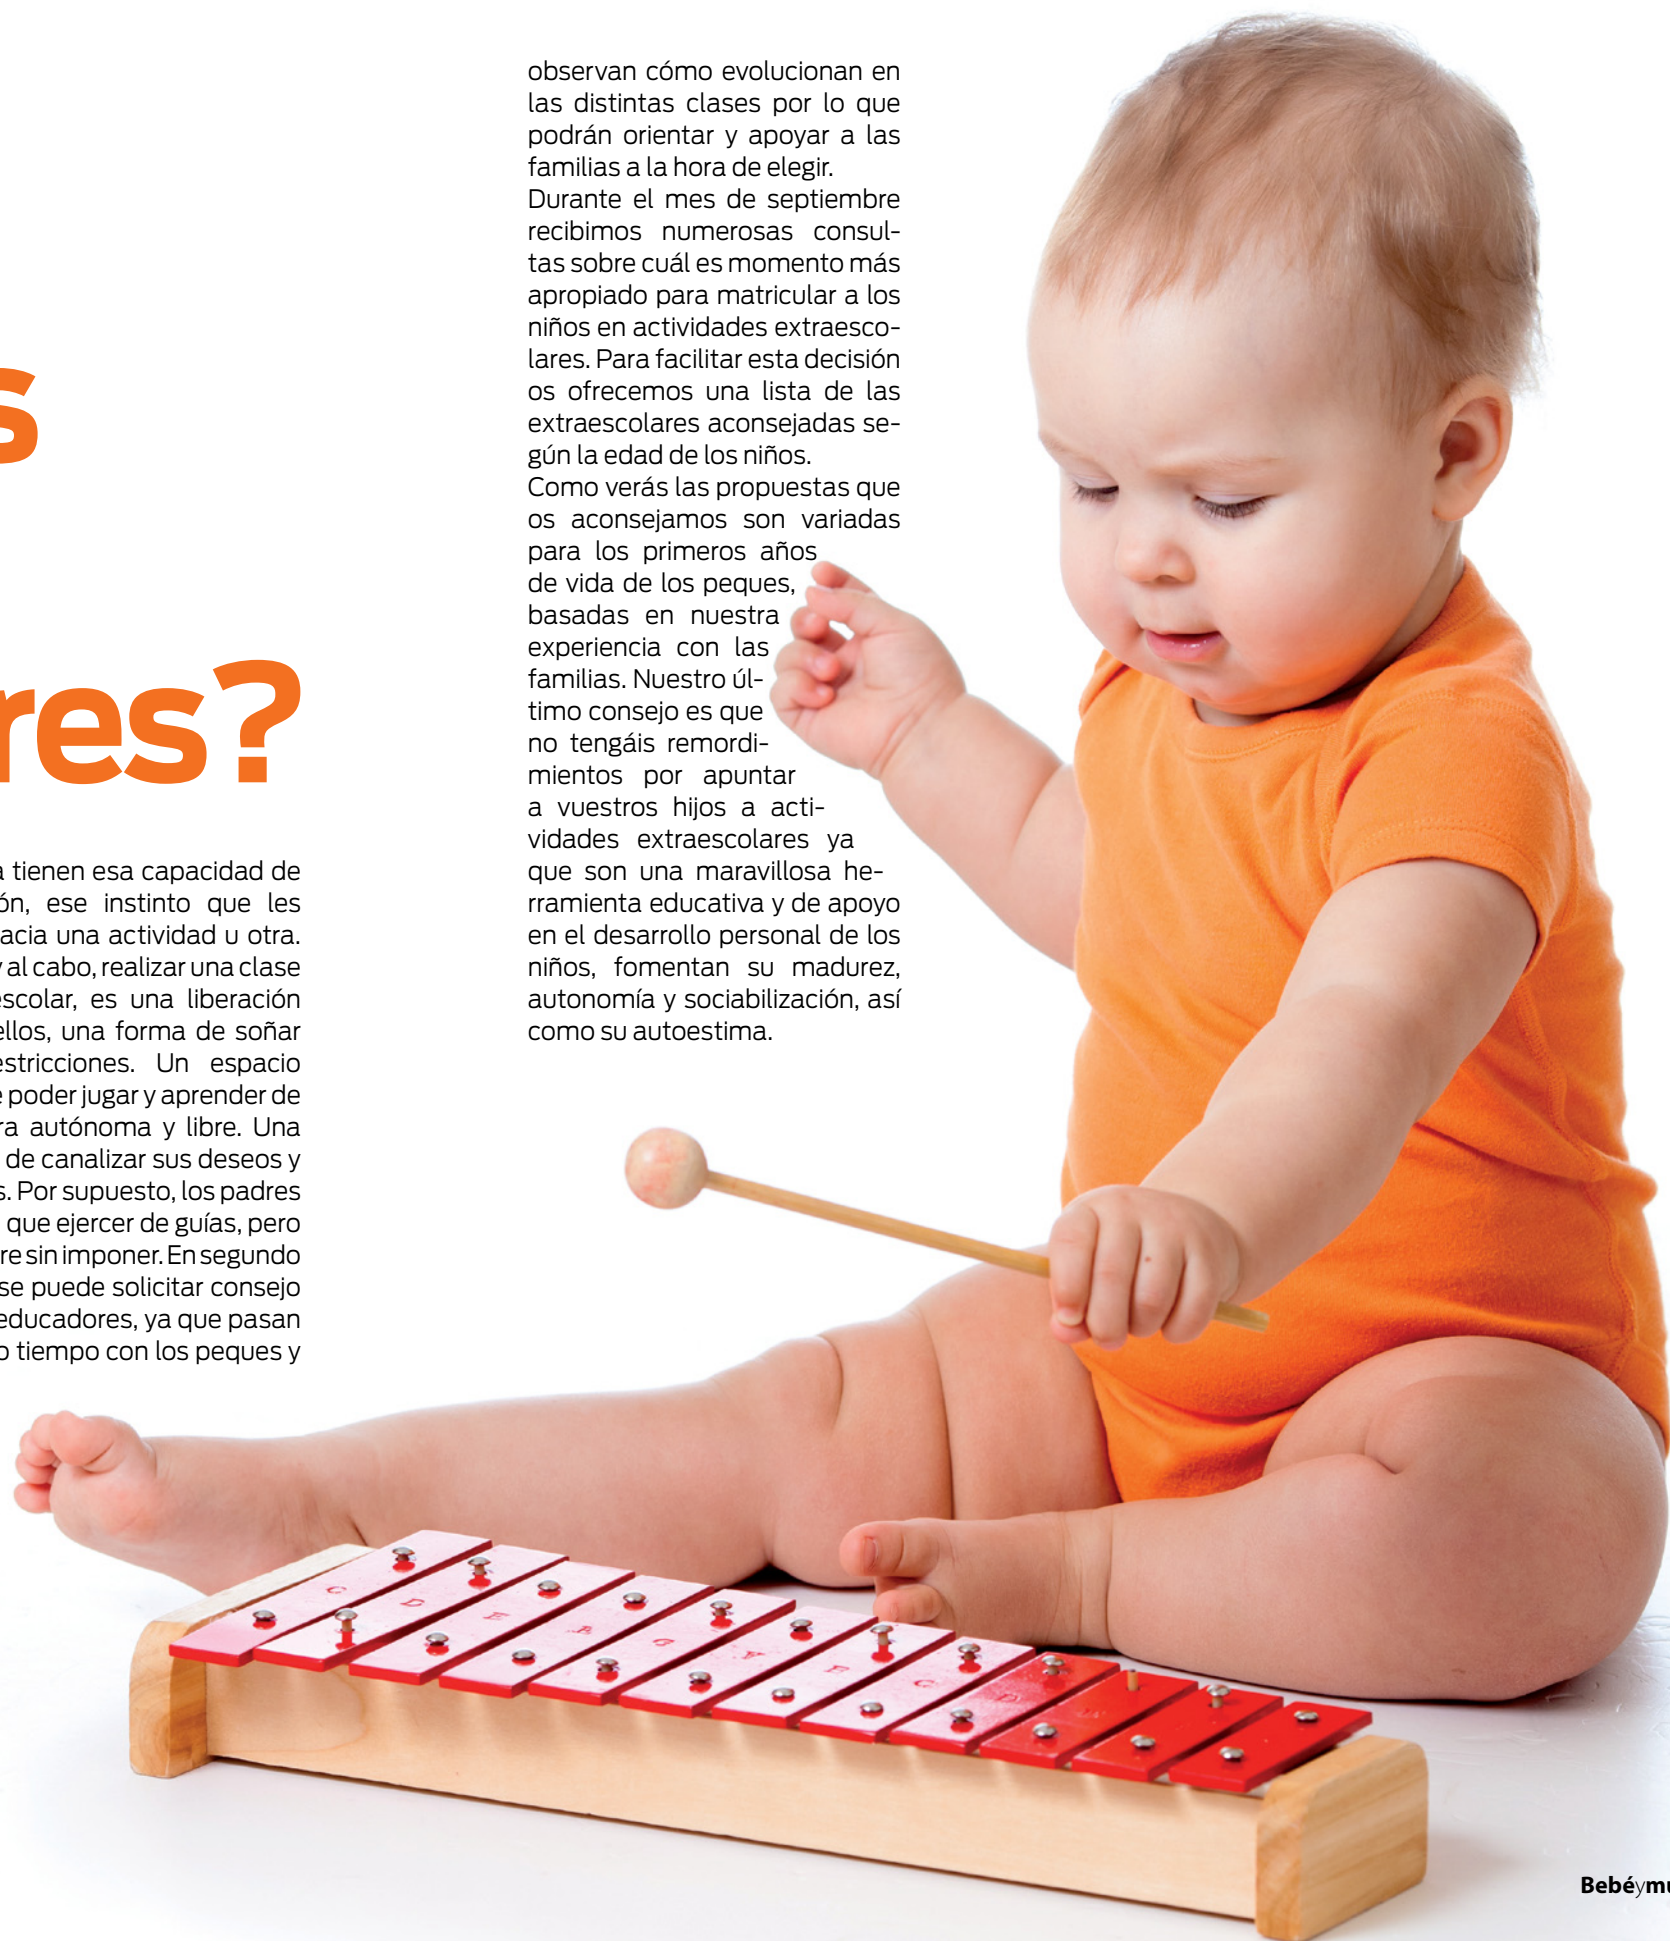 s
res?
a tienen esa capacidad de
ón, ese instinto que les
acia una actividad u otra.
y al cabo, realizar una clase
escolar, es una liberación
ellos, una forma de soñar
estricciones. Un espacio
e poder jugar y aprender de
ra autónoma y libre. Una
de canalizar sus deseos y
s. Por supuesto, los padres
que ejercer de guías, pero
re sin imponer. En segundo
se puede solicitar consejo
educadores, ya que pasan
o tiempo con los peques y
observan cómo evolucionan en
las distintas clases por lo que
podrán orientar y apoyar a las
familias a la hora de elegir.
Durante el mes de septiembre
recibimos numerosas consul-
tas sobre cuál es momento más
apropiado para matricular a los
niños en actividades extraesco-
lares. Para facilitar esta decisión
os ofrecemos una lista de las
extraescolares aconsejadas se-
gún la edad de los niños.
Como verás las propuestas que
os aconsejamos son variadas
para los primeros años
de vida de los peques,
basadas en nuestra
experiencia con las
familias. Nuestro úl-
timo consejo es que
no tengáis remordi-
mientos por apuntar
a vuestros hijos a acti-
vidades extraescolares ya
que son una maravillosa he-
rramienta educativa y de apoyo
en el desarrollo personal de los
niños, fomentan su madurez,
autonomía y sociabilización, así
como su autoestima.
C D E
C D
Bebéymu